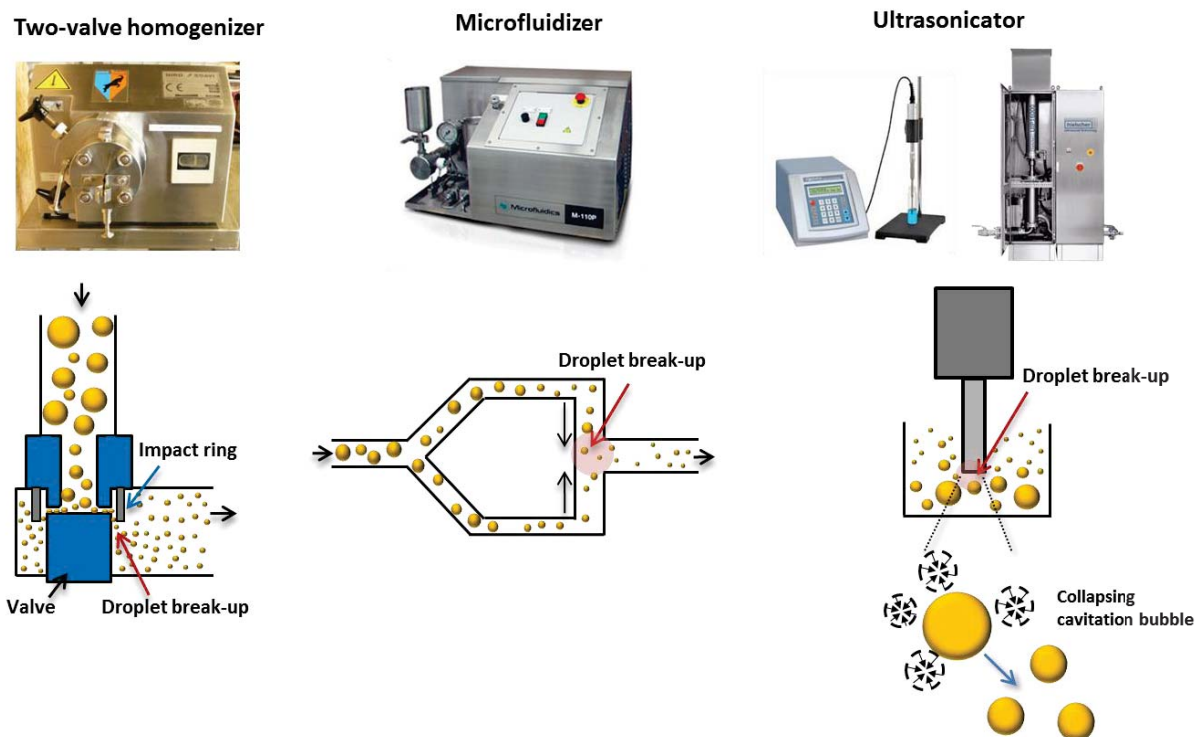 Two-valve homogenizer
Microfluidizer
Ultrasonicator
Microfluidics
M-110P
Droplet break-up
Droplet break-up
Impact ring
Valve
Droplet break-up
Collapsing
cavitation bubble